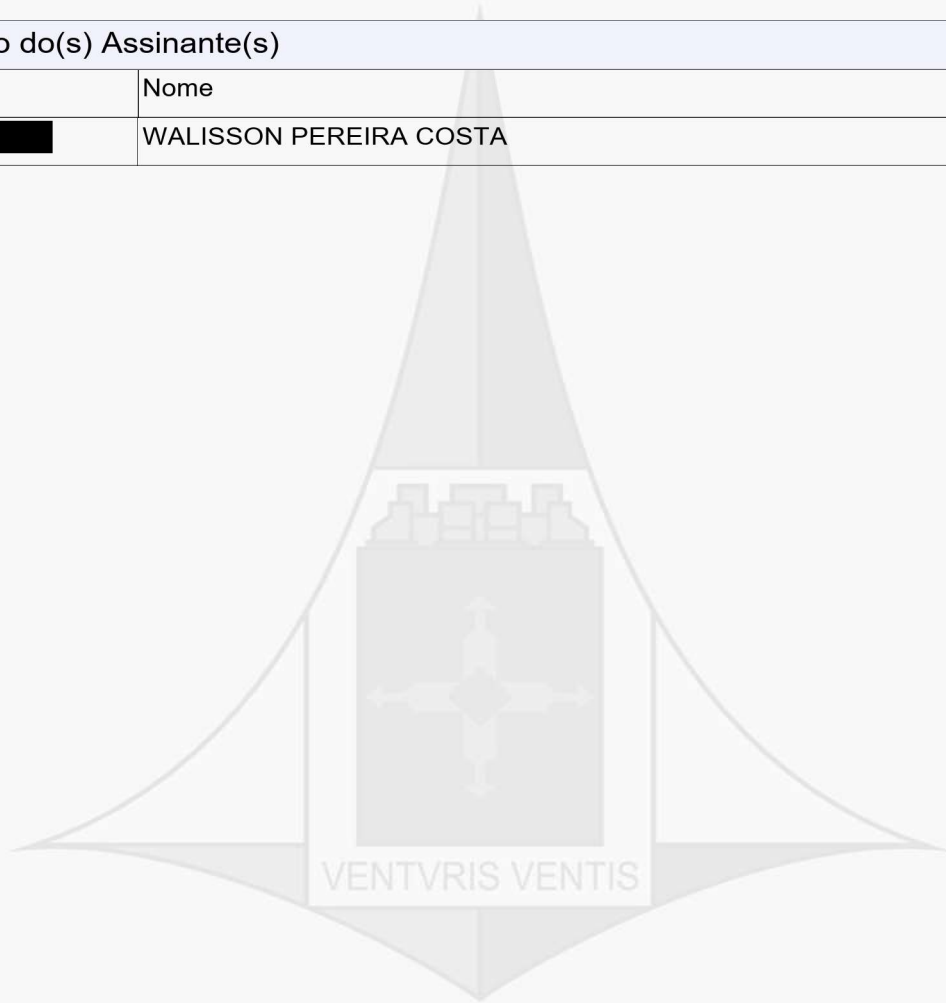 o do(s) Assinante(s)
Nome
WALISSON PEREIRA COSTA
VENTVRIS VENTIS